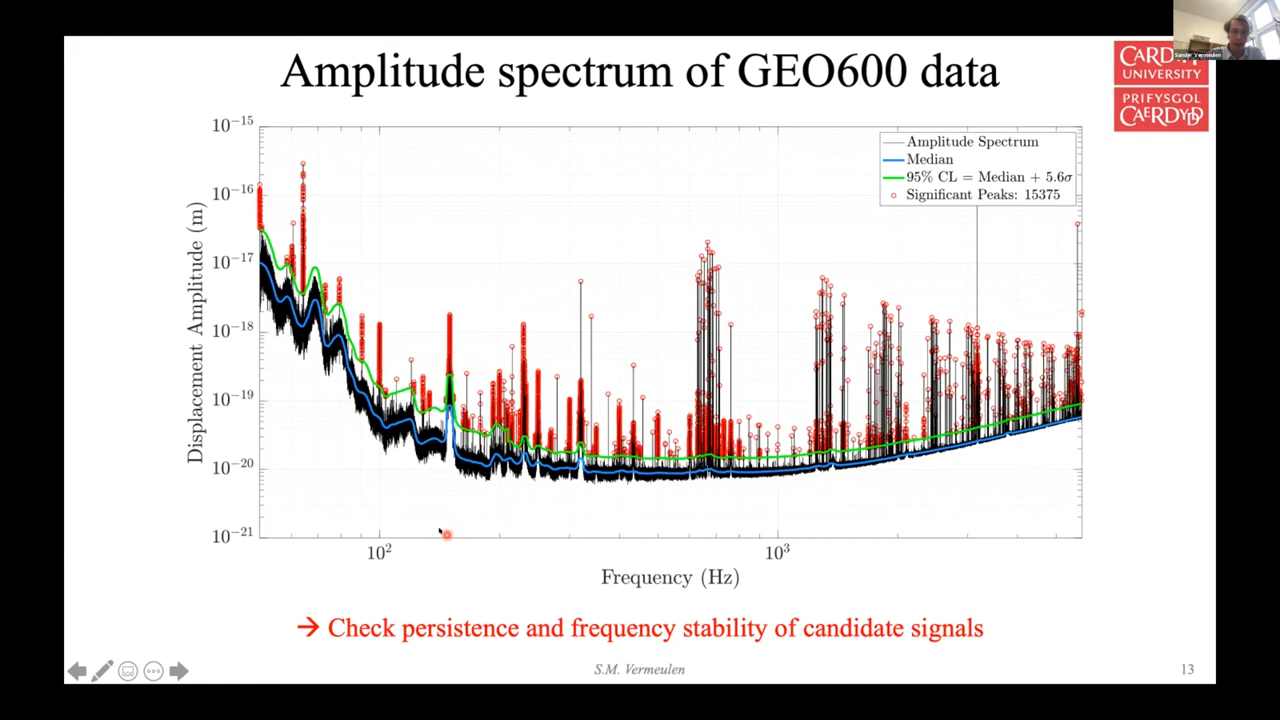 Amplitude spectrum of GEO600 data
Sander Vermeulen
UNIVERSITY
PRIFYSGOL
CAERDYDD
10⁻¹⁵
10⁻¹⁶
10⁻¹⁷
10⁻¹⁸
10⁻¹⁹
10⁻²⁰
10⁻²¹
Displacement Amplitude (m)
Amplitude Spectrum
Median
95% CL = Median + 5.6σ
Significant Peaks: 15375
10²
10³
Frequency (Hz)
→ Check persistence and frequency stability of candidate signals
S.M. Vermeulen
13